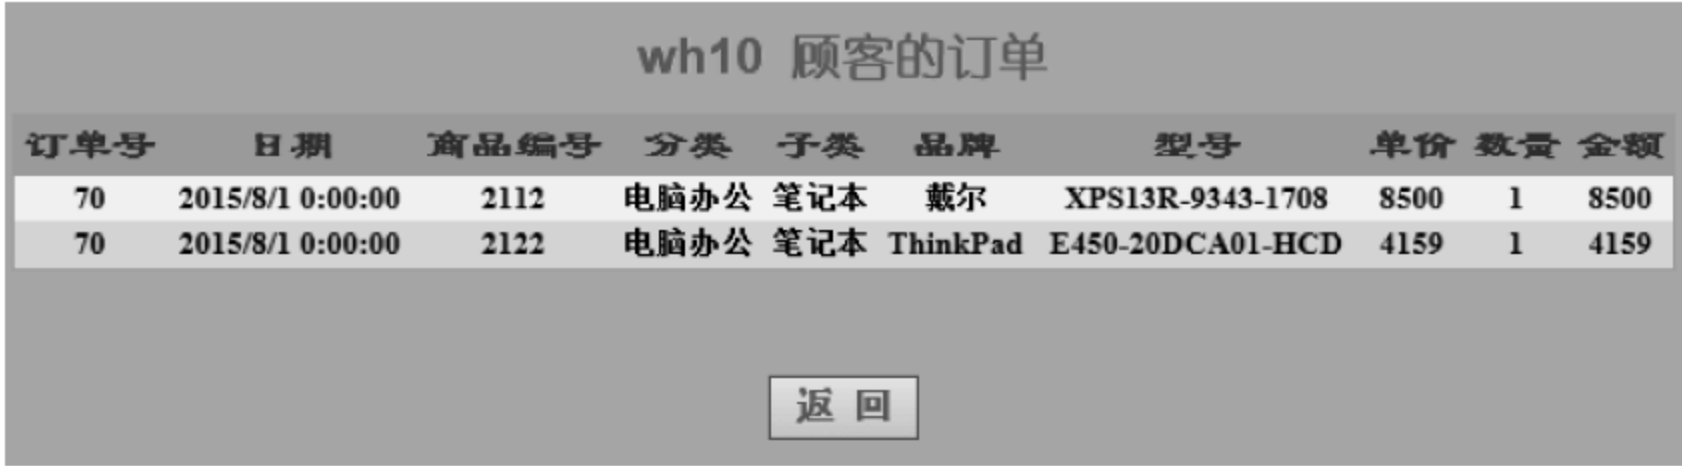 wh10 顾客的订单
订单号 日期 商品编号 分类 子类 品牌 型号 单价 数量 金额
70 2015/8/1 0:00:00 2112 电脑办公 笔记本 戴尔 XPS13R-9343-1708 8500 1 8500
70 2015/8/1 0:00:00 2122 电脑办公 笔记本 ThinkPad E450-20DCA01-HCD 4159 1 4159
返 回